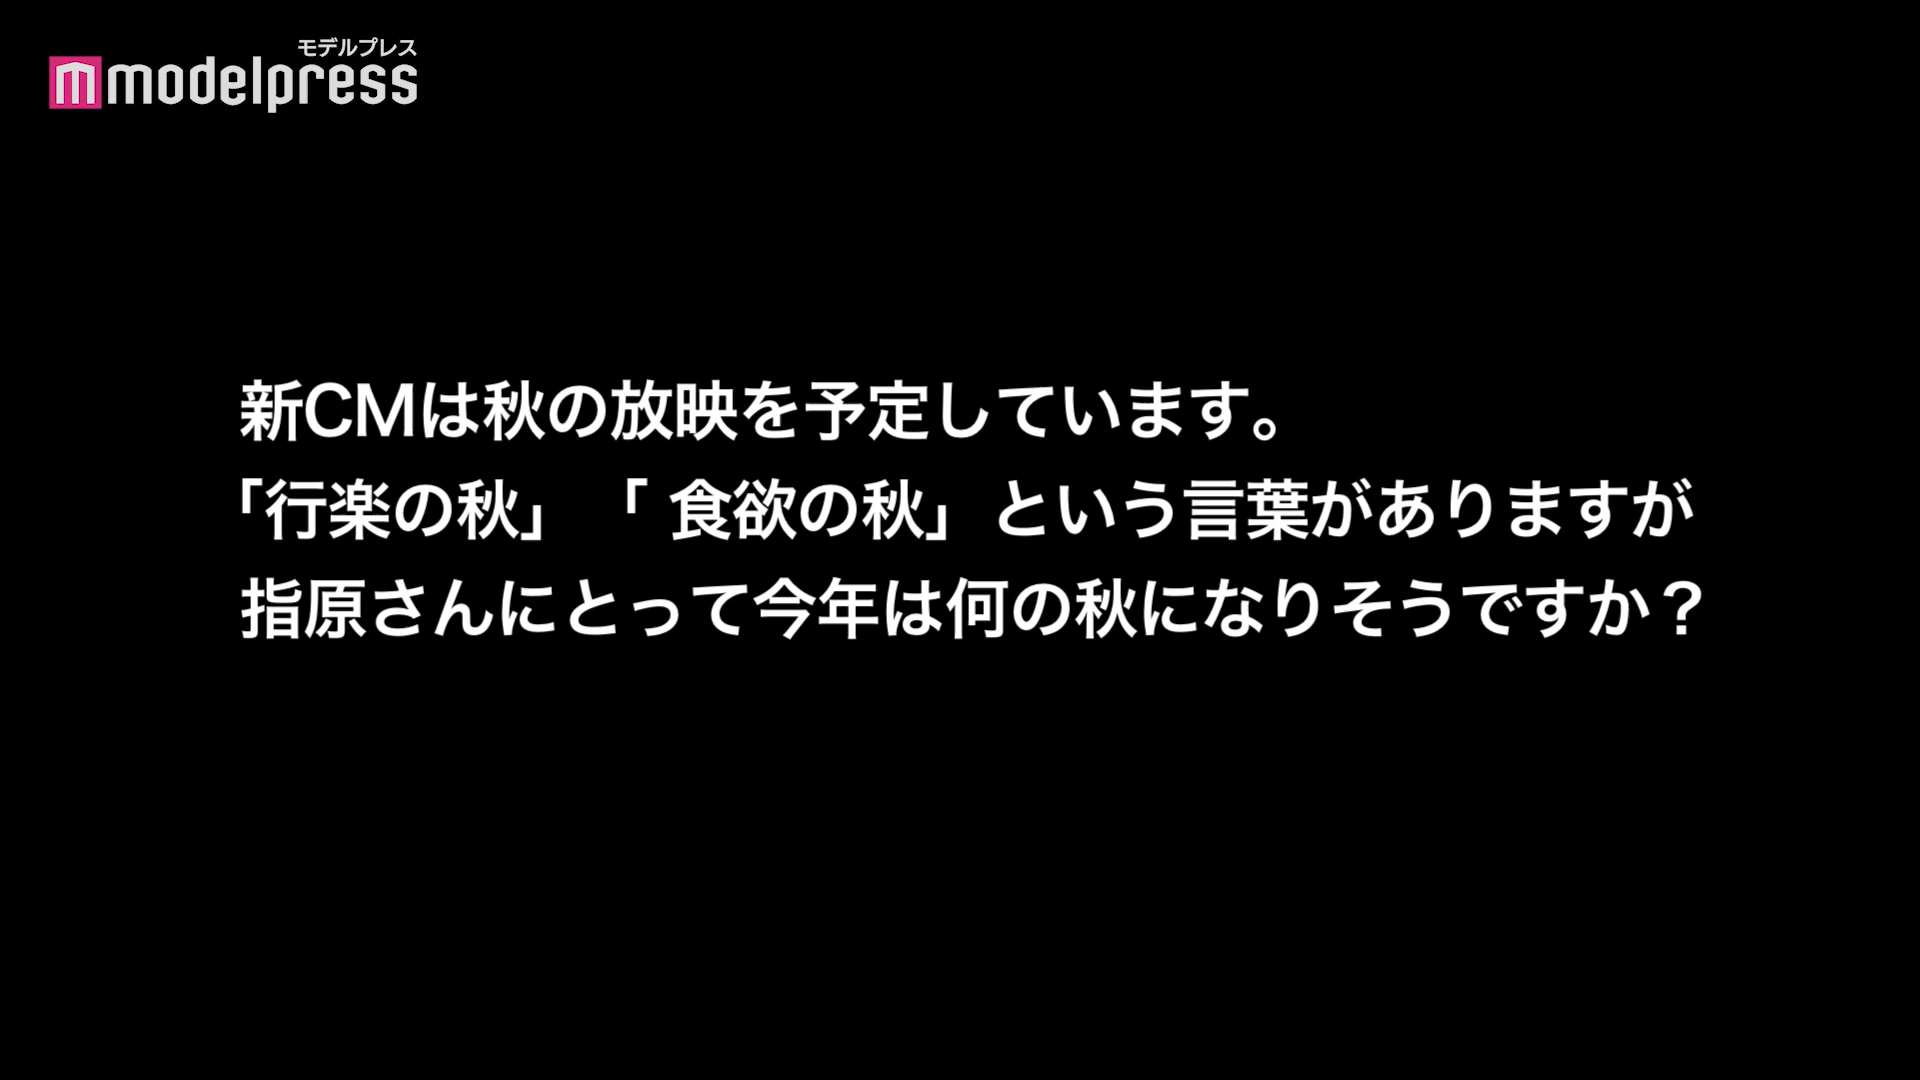 モデルプレス
modelpress
新CMは秋の放映を予定しています。
「行楽の秋」「 食欲の秋」という言葉がありますが
指原さんにとって今年は何の秋になりそうですか？